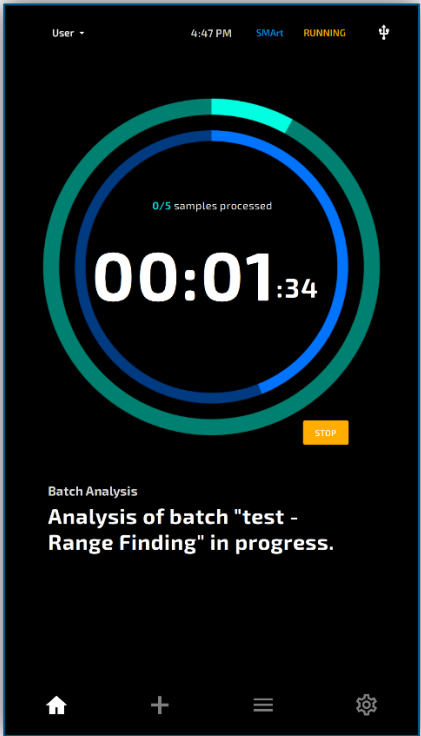 User
4:47 PM
SMArt
RUNNING
0/5 samples processed
00:01:34
STOP
Batch Analysis
Analysis of batch "test -
Range Finding" in progress.